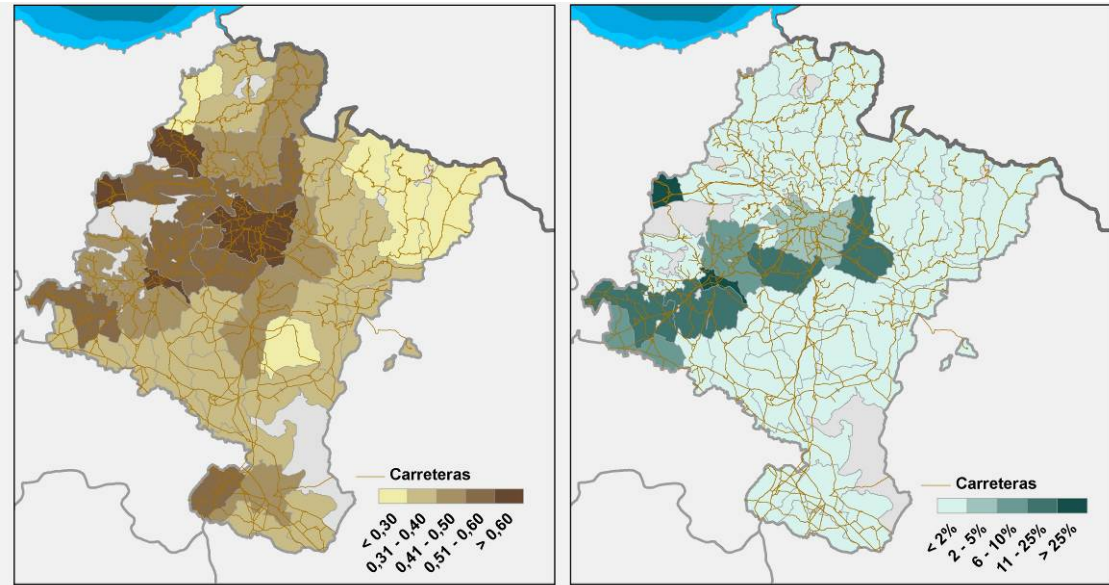 Carreteras
< 0,30
0,31 - 0,40
0,41 - 0,50
0,51 - 0,60
> 0,60
Carreteras
< 2%
2 - 5%
6 - 10%
11 - 25%
> 25%